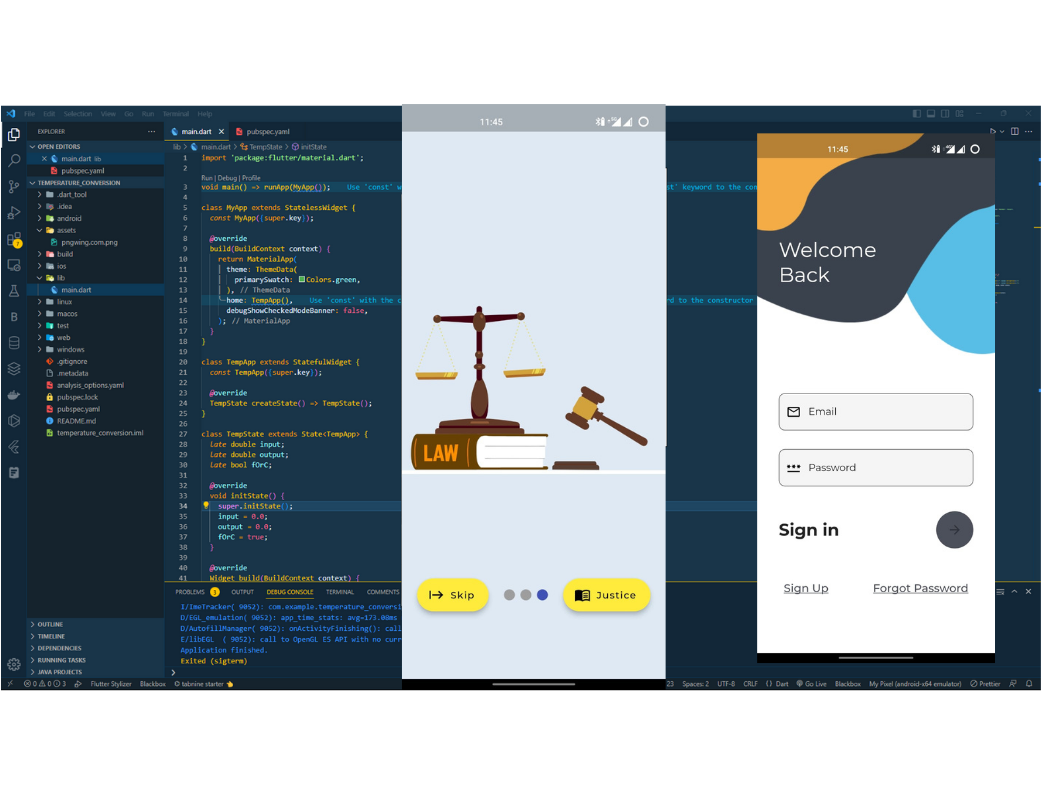 File Edit Selection View Go Run Terminal Help
EXPLORER
OPEN EDITORS
main.dart lib
pubspec.yaml
TEMPERATURE_CONVERSION
.dart_tool
.idea
android
assets
pngwing.com.png
build
ios
lib
main.dart
linux
macos
test
web
windows
.gitignore
.metadata
analysis_options.yaml
pubspec.lock
pubspec.yaml
README.md
temperature_conversion.iml
OUTLINE
TIMELINE
DEPENDENCIES
RUNNING TASKS
JAVA PROJECTS
main.dart pubspec.yaml
lib > main.dart > TempState > initState
1 import 'package:flutter/material.dart';
2
Run | Debug | Profile
3 void main() => runApp(MyApp()); Use 'const' w
4
5 class MyApp extends StatelessWidget {
6 const MyApp({super.key});
7
8 @override
9 build(BuildContext context) {
10 return MaterialApp(
11 theme: ThemeData(
12 primarySwatch: Colors.green,
13 ), // ThemeData
14 home: TempApp(), Use 'const' with the c
15 debugShowCheckedModeBanner: false,
16 ); // MaterialApp
17 }
18 }
19
20 class TempApp extends StatefulWidget {
21 const TempApp({super.key});
22
23 @override
24 TempState createState() => TempState();
25 }
26
27 class TempState extends State<TempApp> {
28 late double input;
29 late double output;
30 late bool fOrC;
31
32 @override
33 void initState() {
34 super.initState();
35 input = 0.0;
36 output = 0.0;
37 fOrC = true;
38 }
39
40 @override
41 Widget build(BuildContext context) {
st' keyword to the con
rd to the constructor
PROBLEMS 1 OUTPUT DEBUG CONSOLE TERMINAL COMMENTS
I/ImeTracker( 9052): com.example.temperature_conversi
D/EGL_emulation( 9052): app_time_stats: avg=173.00ms
D/AutofillManager( 9052): onActivityFinishing(): call
E/libEGL ( 9052): call to OpenGL ES API with no curr
Application finished.
Exited (sigterm)
0 0 3 Flutter Stylizer Blackbox tabnine starter
23 Spaces: 2 UTF-8 CRLF {} Dart Go Live Blackbox My Pixel (android-x64 emulator) Prettier
11:45
LAW
Skip
Justice
11:45
Welcome
Back
Email
Password
Sign in
Sign Up Forgot Password